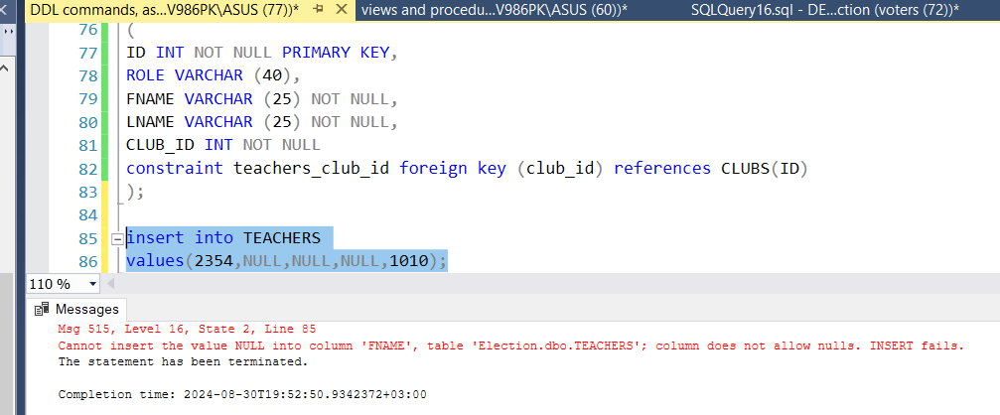 DDL commands, as...V986PK\ASUS (77))*
views and procedu...V986PK\ASUS (60))*
SQLQuery16.sql - DE...ction (voters (72))*
76 (
77 ID INT NOT NULL PRIMARY KEY,
78 ROLE VARCHAR (40),
79 FNAME VARCHAR (25) NOT NULL,
80 LNAME VARCHAR (25) NOT NULL,
81 CLUB_ID INT NOT NULL
82 constraint teachers_club_id foreign key (club_id) references CLUBS(ID)
83 );
84
85 insert into TEACHERS
86 values(2354,NULL,NULL,NULL,1010);
110 %
Messages
Msg 515, Level 16, State 2, Line 85
Cannot insert the value NULL into column 'FNAME', table 'Election.dbo.TEACHERS'; column does not allow nulls. INSERT fails.
The statement has been terminated.
Completion time: 2024-08-30T19:52:50.9342372+03:00